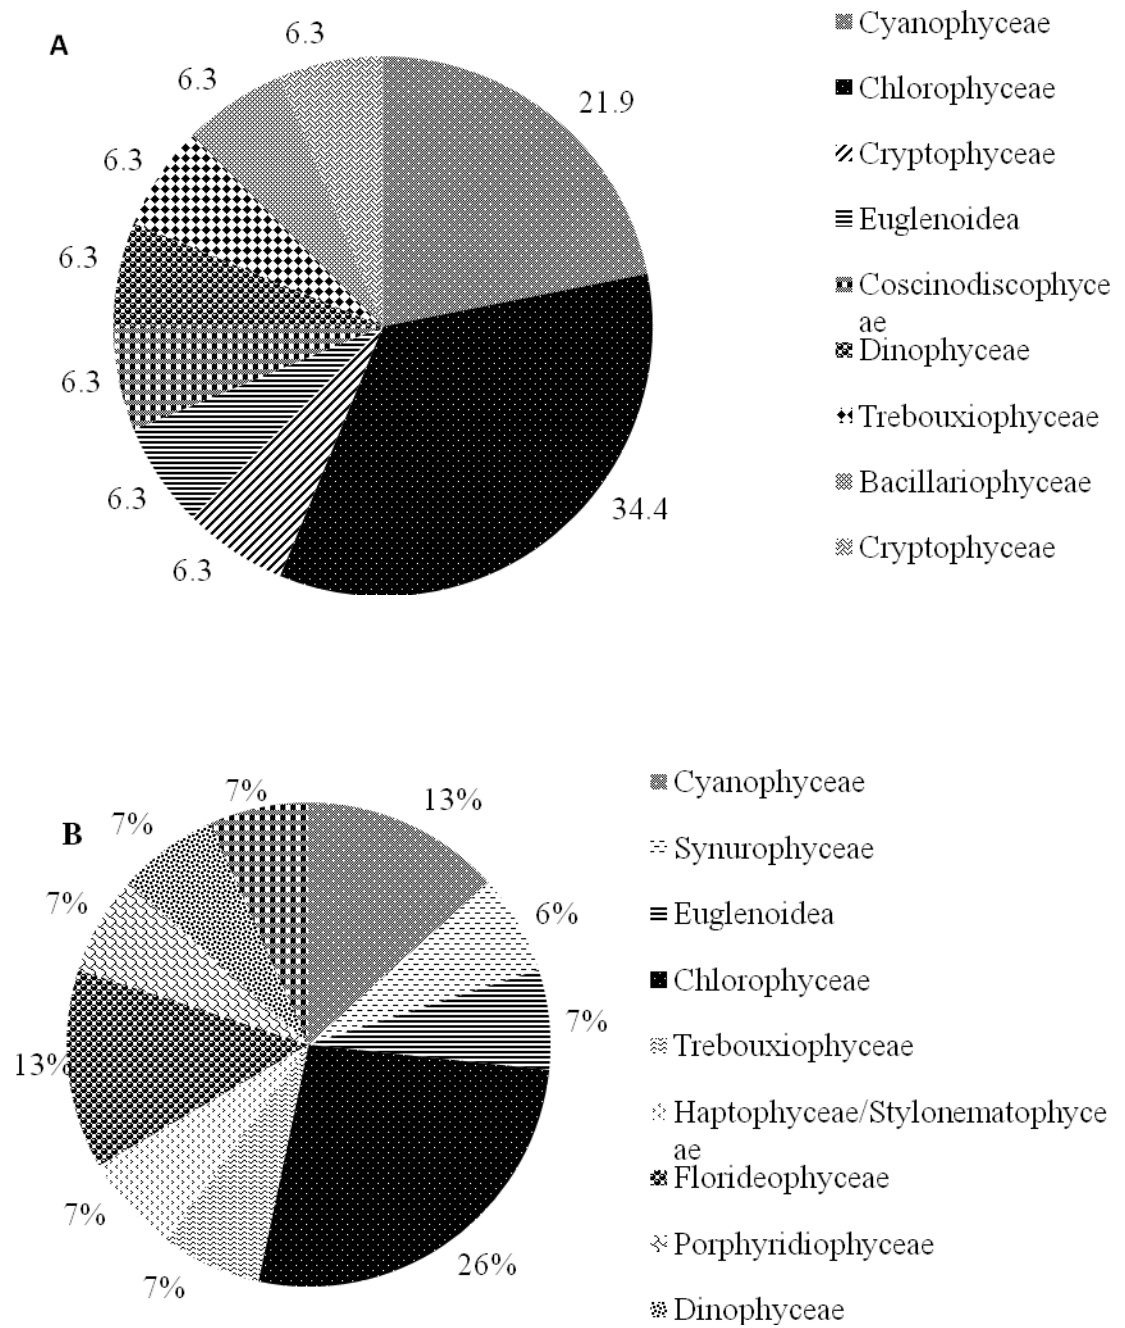 A
6.3
6.3
21.9
6.3
6.3
6.3
6.3
6.3
34.4
Cyanophyceae
Chlorophyceae
Cryptophyceae
Euglenoidea
Coscinodiscophyce
ae
Dinophyceae
Trebouxiophyceae
Bacillariophyceae
Cryptophyceae
B
7%
13%
7%
7%
6%
7%
13%
7%
7%
26%
Cyanophyceae
Synurophyceae
Euglenoidea
Chlorophyceae
Trebouxiophyceae
Haptophyceae/Stylonematophyce
ae
Florideophyceae
Porphyridiophyceae
Dinophyceae